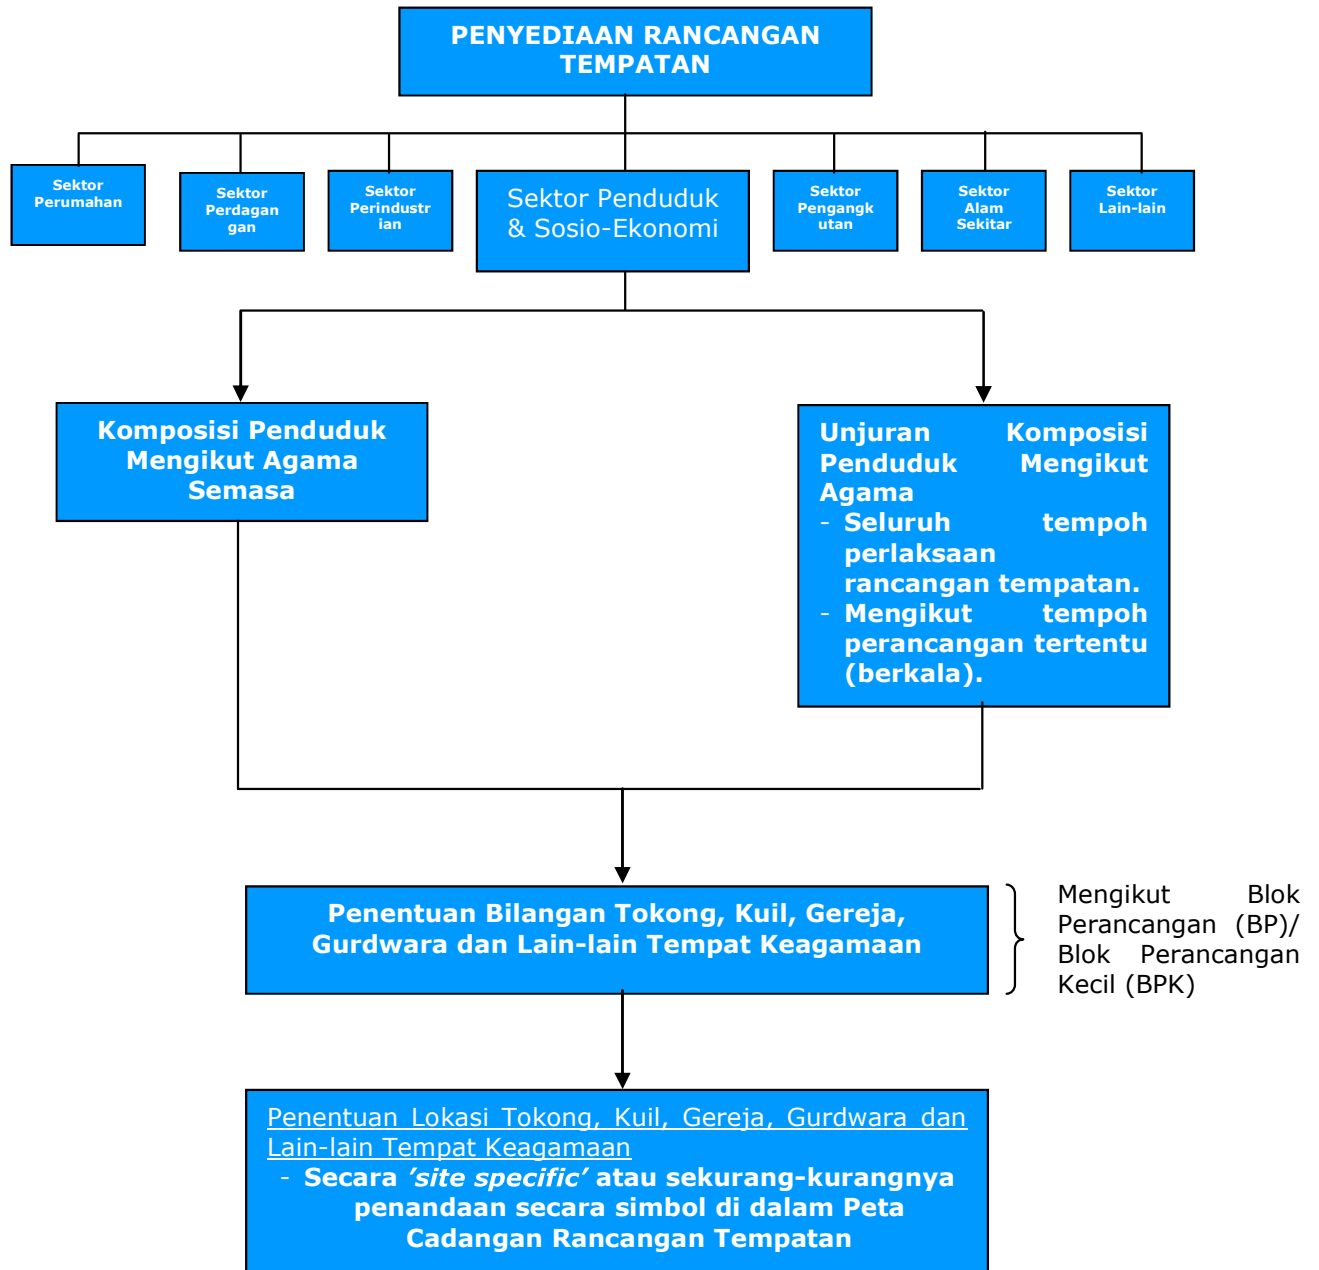 PENYEDIAAN RANCANGAN
TEMPATAN
Sektor
Perumahan
Sektor
Perdagan
gan
Sektor
Perindustr
ian
Sektor Penduduk
& Sosio-Ekonomi
Sektor
Pengangk
utan
Sektor
Alam
Sekitar
Sektor
Lain-lain
Komposisi Penduduk
Mengikut Agama
Semasa
Unjuran Komposisi
Penduduk Mengikut
Agama
- Seluruh tempoh
perlaksaan
rancangan tempatan.
- Mengikut tempoh
perancangan tertentu
(berkala).
Penentuan Bilangan Tokong, Kuil, Gereja,
Gurdwara dan Lain-lain Tempat Keagamaan
Mengikut Blok
Perancangan (BP)/
Blok Perancangan
Kecil (BPK)
Penentuan Lokasi Tokong, Kuil, Gereja, Gurdwara dan
Lain-lain Tempat Keagamaan
- Secara 'site specific' atau sekurang-kurangnya
penandaan secara simbol di dalam Peta
Cadangan Rancangan Tempatan